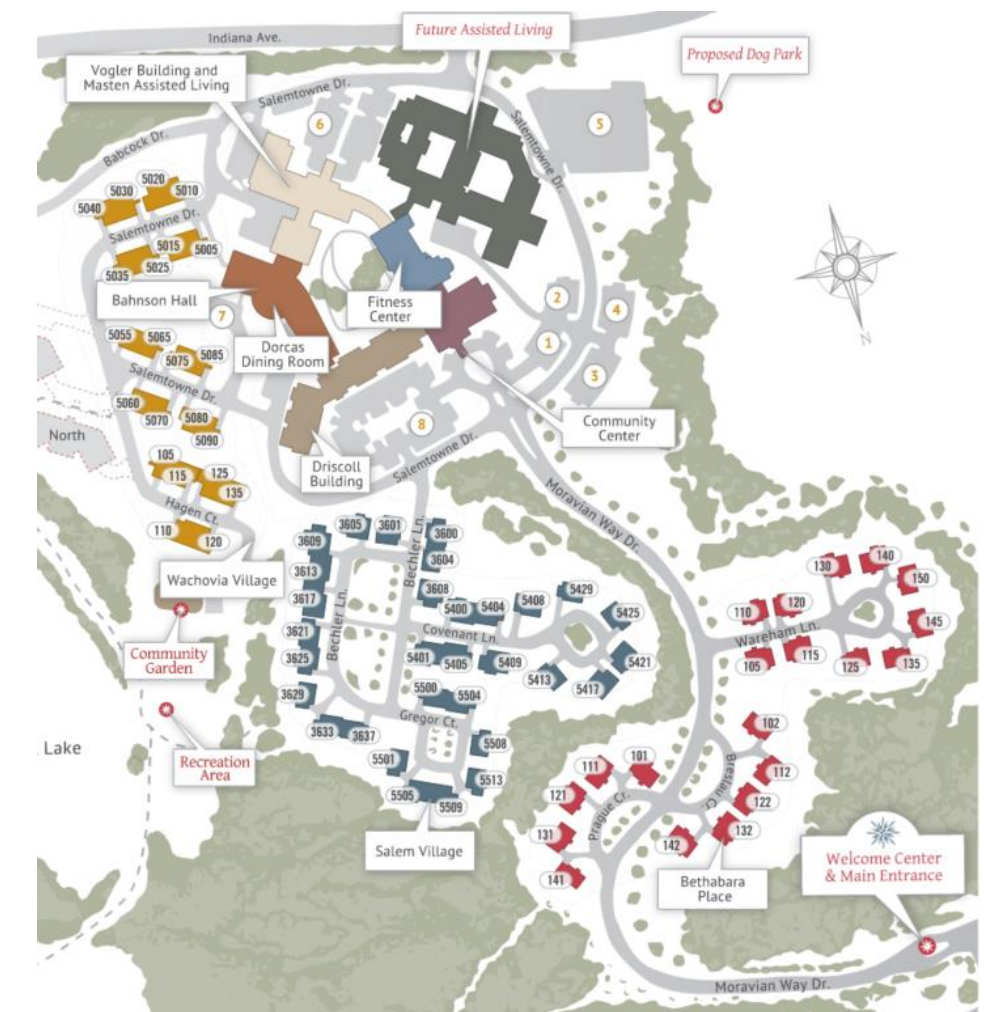 Indiana Ave.
Future Assisted Living
Proposed Dog Park
Vogler Building and
Masten Assisted Living
Salemtowne Dr.
Salemtowne Dr.
Babcock Dr.
6
5
5020
5030
5010
5040
Salemtowne Dr.
5015
5005
5025
5035
Bahnson Hall
7
Dorcas
Dining Room
Fitness
Center
2
4
1
3
N
5055
5065
5085
5075
Salemtowne Dr.
5060
5070
5080
5090
8
Community
Center
North
105
115
125
135
Driscoll
Building
Salemtowne Dr.
Hagen Ct.
110
120
Moravian Way Dr.
Wachovia Village
3605
3601
3600
3609
3604
Bechler Ln.
3613
3608
3617
5400
5404
5408
5429
5425
Bechler Ln.
Covenant Ln.
3621
3625
5401
5405
5409
5421
5413
5417
3629
5500
5504
Gregor Ct.
3633
3637
5508
5501
5513
5505
5509
Salem Village
130
140
150
110
120
145
Wareham Ln.
105
115
125
135
Community
Garden
Lake
Recreation
Area
102
101
111
112
121
Breslau Ct.
122
Prague Cr.
131
132
142
141
Bethabara
Place
Welcome Center
& Main Entrance
Moravian Way Dr.